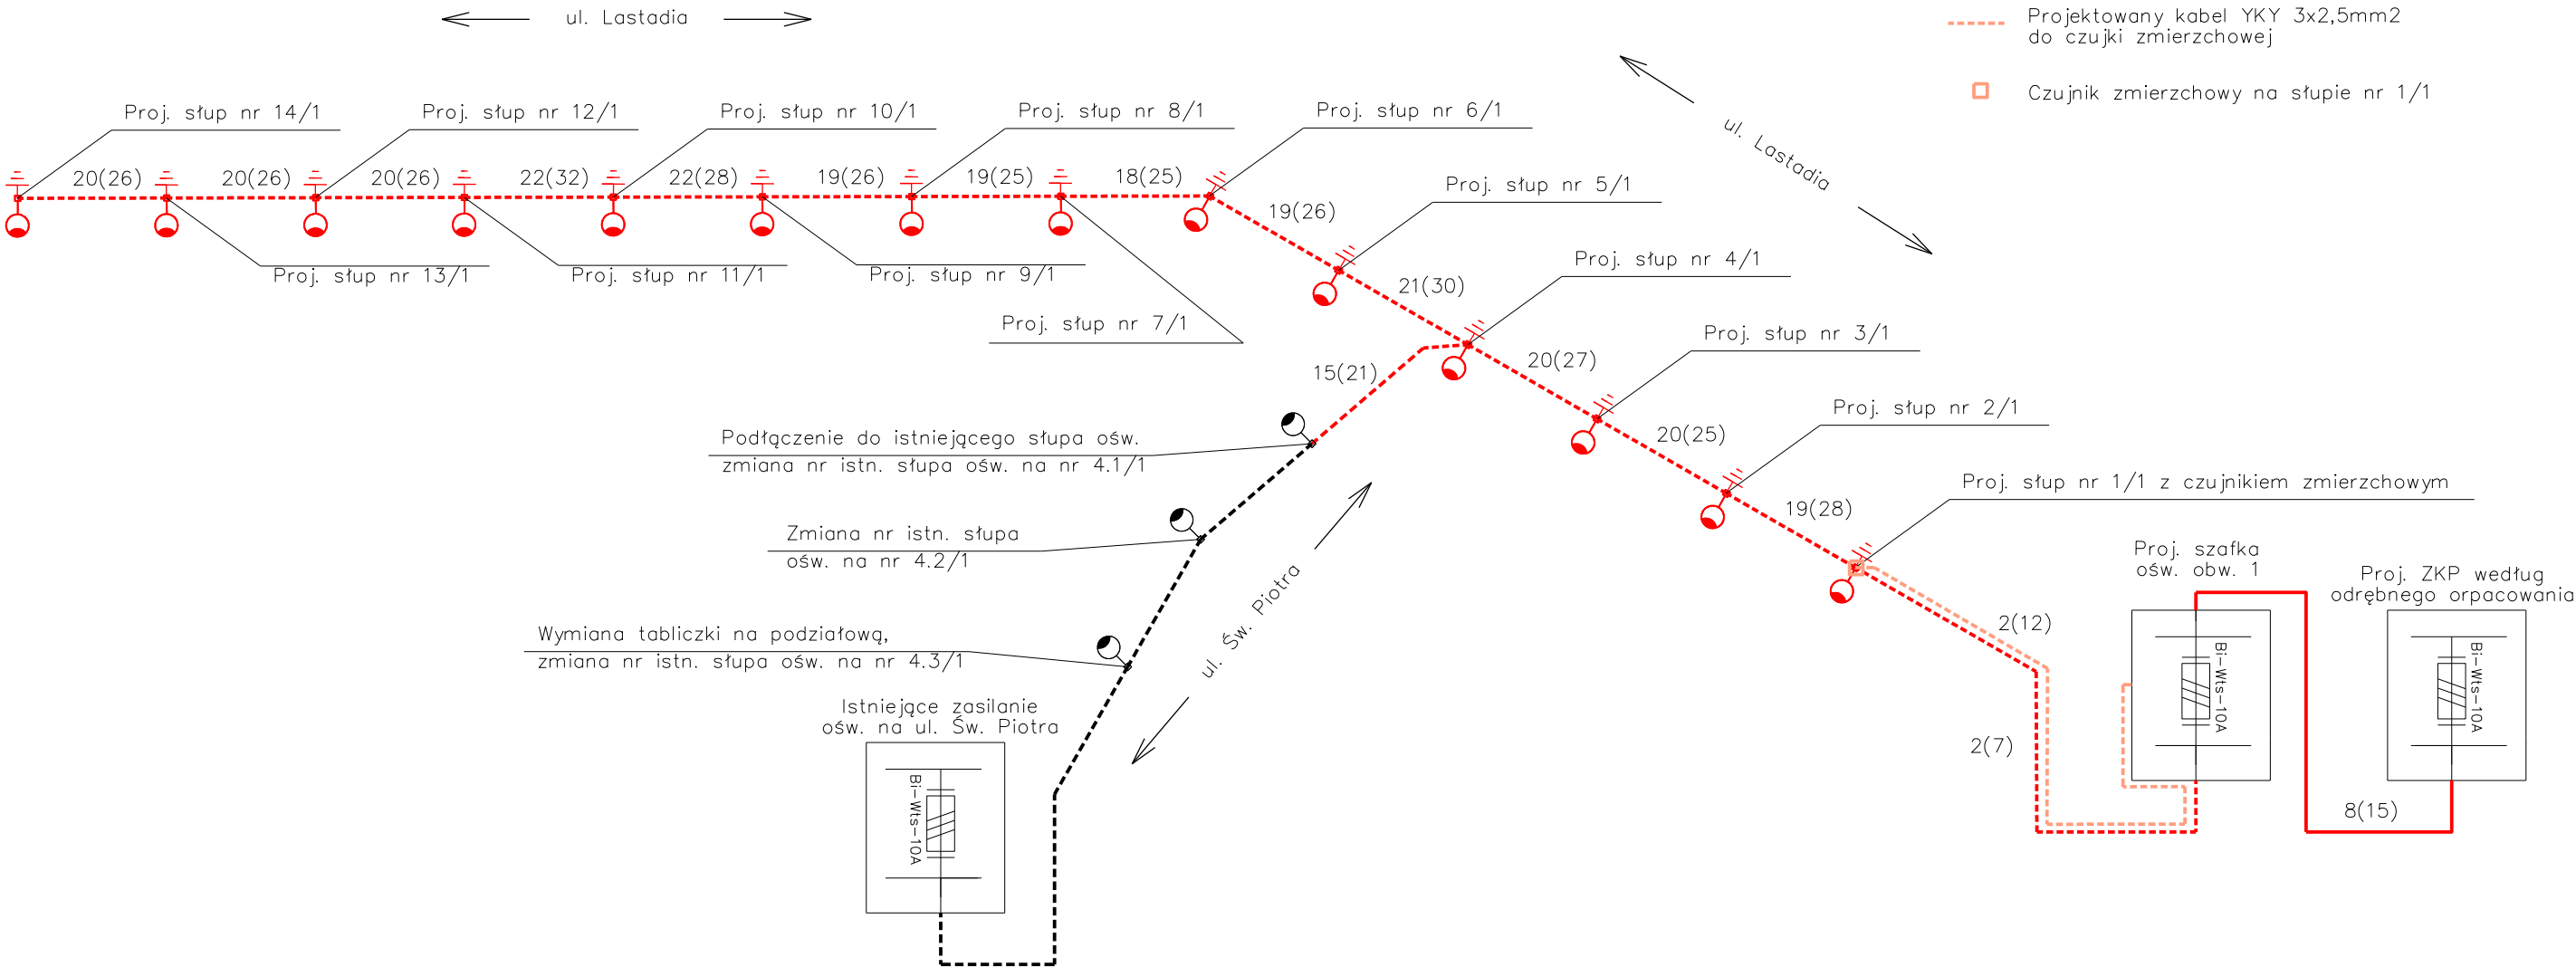 ul. Lastadia
Projektowany kabel YKY 3x2,5mm2
do czujki zmierzchowej
Czujnik zmierzchowy na słupie nr 1/1
ul. Lastadia
Proj. słup nr 14/1
Proj. słup nr 12/1
Proj. słup nr 10/1
Proj. słup nr 8/1
Proj. słup nr 6/1
20(26)
20(26)
20(26)
22(32)
22(28)
19(26)
19(25)
18(25)
Proj. słup nr 5/1
19(26)
Proj. słup nr 13/1
Proj. słup nr 11/1
Proj. słup nr 9/1
Proj. słup nr 7/1
Proj. słup nr 4/1
21(30)
Proj. słup nr 3/1
20(27)
15(21)
Proj. słup nr 2/1
20(25)
Podłączenie do istniejącego słupa ośw.
zmiana nr istn. słupa ośw. na nr 4.1/1
Proj. słup nr 1/1 z czujnikiem zmierzchowym
19(28)
Zmiana nr istn. słupa
ośw. na nr 4.2/1
ul. Św. Piotra
Proj. szafka
ośw. obw. 1
Proj. ZKP według
odrębnego orpacowania
2(12)
Wymiana tabliczki na podziałową,
zmiana nr istn. słupa ośw. na nr 4.3/1
Bi-Wts-10A
Bi-Wts-10A
Istniejące zasilanie
ośw. na ul. Św. Piotra
2(7)
Bi-Wts-10A
8(15)